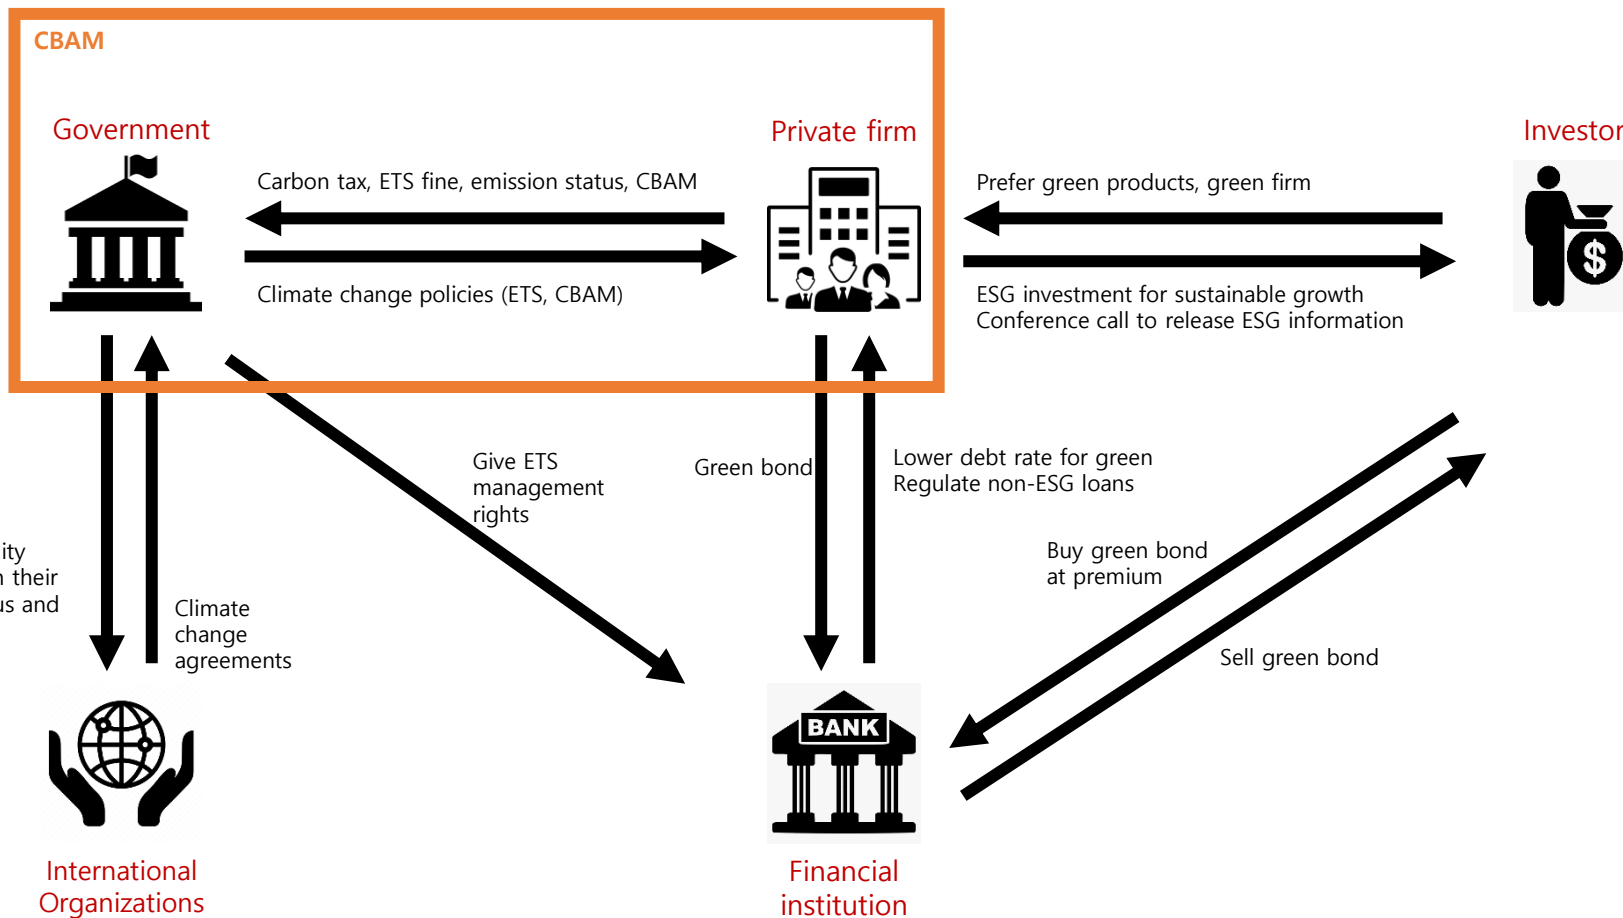 CBAM
Government
Private firm
Investor
Carbon tax, ETS fine, emission status, CBAM
Climate change policies (ETS, CBAM)
Prefer green products, green firm
ESG investment for sustainable growth
Conference call to release ESG information
$
Give ETS
management
rights
Green bond
Lower debt rate for green
Regulate non-ESG loans
their
and
Climate
change
agreements
Buy green bond
at premium
Sell green bond
BANK
International
Organizations
Financial
institution